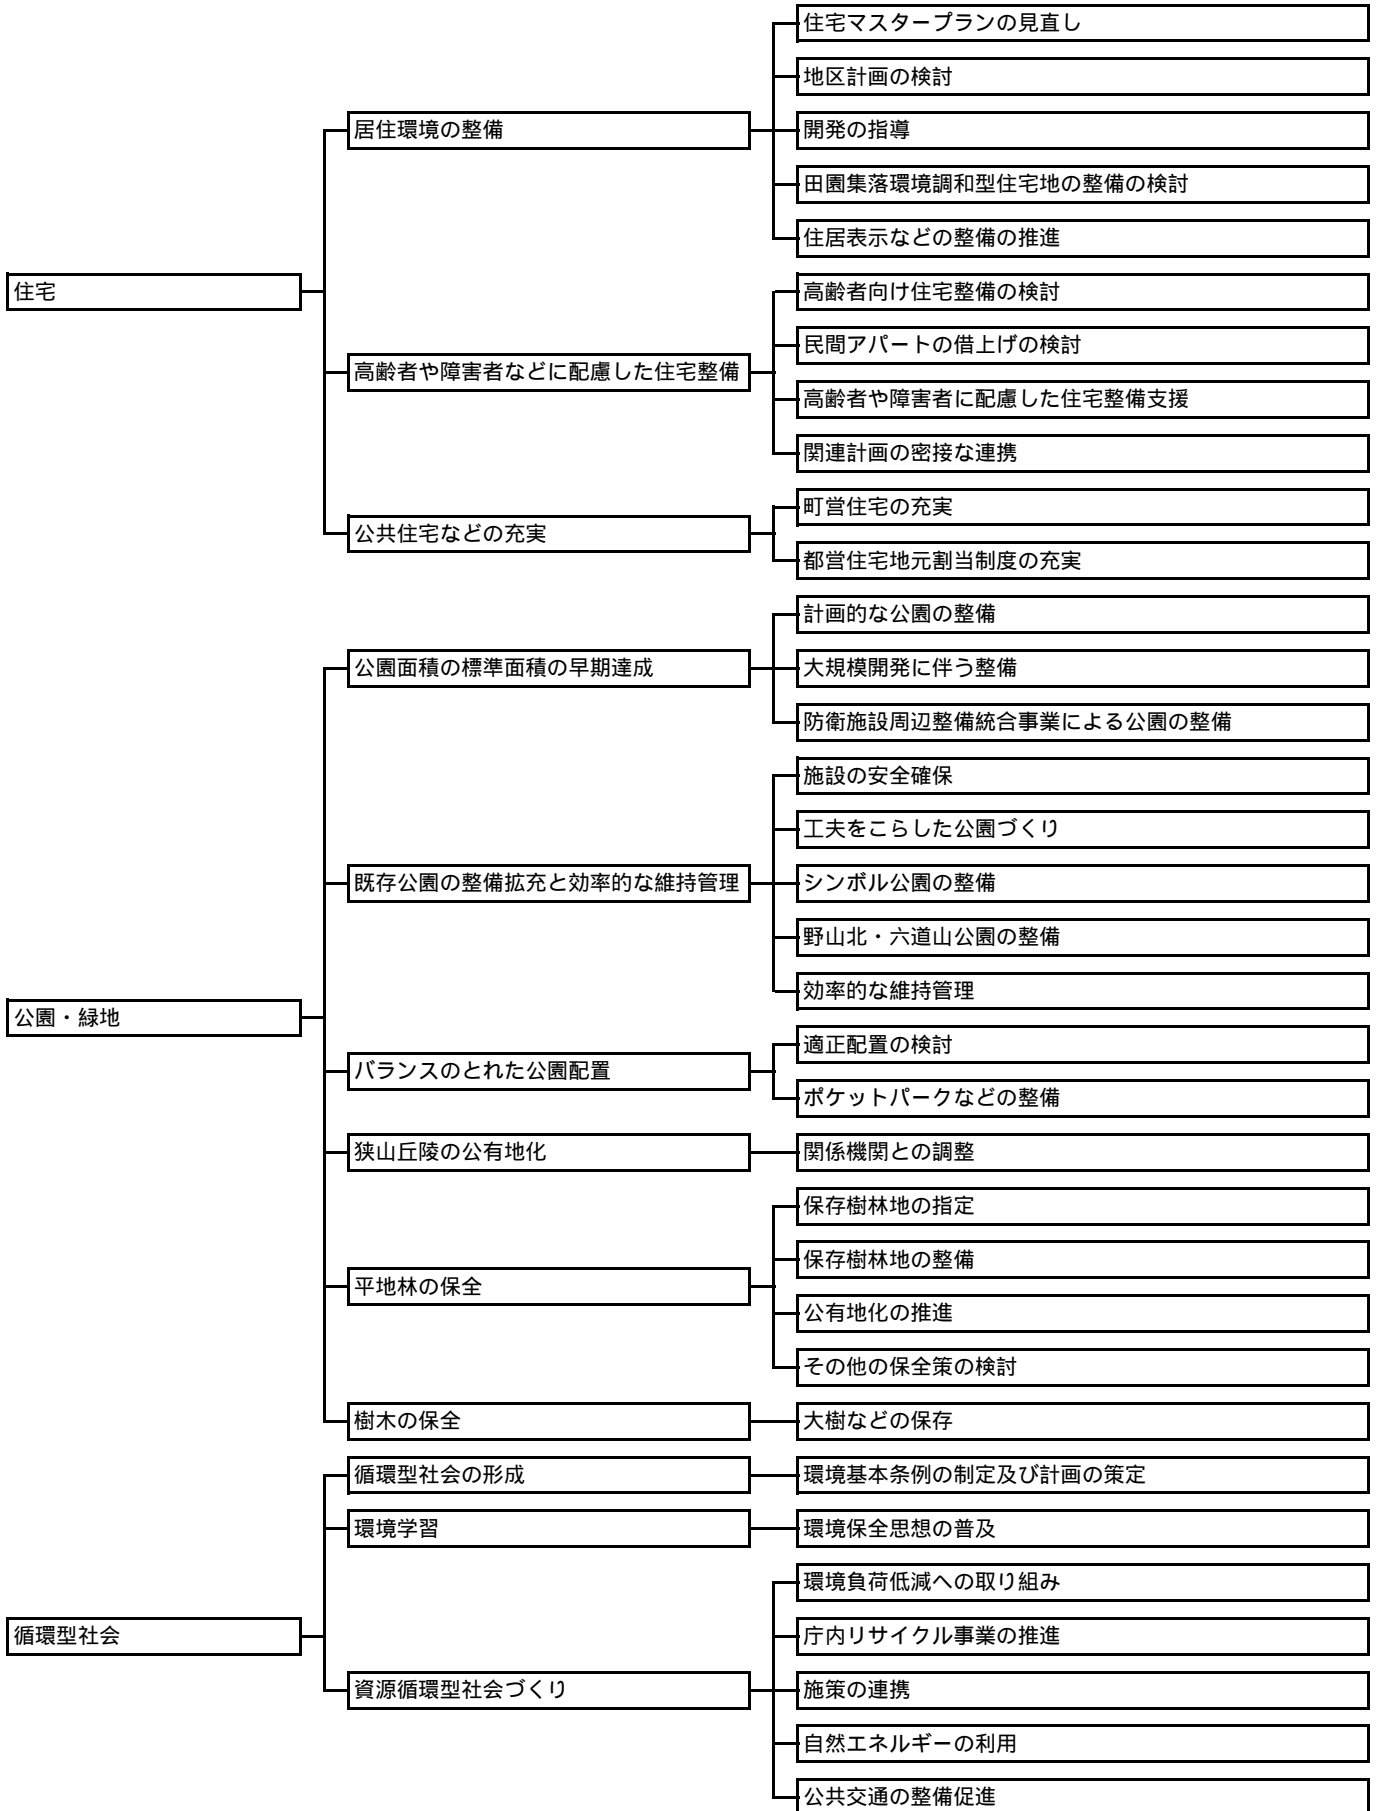 住宅
居住環境の整備
住宅マスタープランの見直し
地区計画の検討
開発の指導
田園集落環境調和型住宅地の整備の検討
住居表示などの整備の推進
高齢者や障害者などに配慮した住宅整備
高齢者向け住宅整備の検討
民間アパートの借上げの検討
高齢者や障害者に配慮した住宅整備支援
関連計画の密接な連携
公共住宅などの充実
町営住宅の充実
都営住宅地元割当制度の充実
公園・緑地
公園面積の標準面積の早期達成
計画的な公園の整備
大規模開発に伴う整備
防衛施設周辺整備統合事業による公園の整備
既存公園の整備拡充と効率的な維持管理
施設の安全確保
工夫をこらした公園づくり
シンボル公園の整備
野山北・六道山公園の整備
効率的な維持管理
バランスのとれた公園配置
適正配置の検討
ポケットパークなどの整備
狭山丘陵の公有地化
関係機関との調整
平地林の保全
保存樹林地の指定
保存樹林地の整備
公有地化の推進
その他の保全策の検討
樹木の保全
大樹などの保存
循環型社会
循環型社会の形成
環境基本条例の制定及び計画の策定
環境学習
環境保全思想の普及
資源循環型社会づくり
環境負荷低減への取り組み
庁内リサイクル事業の推進
施策の連携
自然エネルギーの利用
公共交通の整備促進